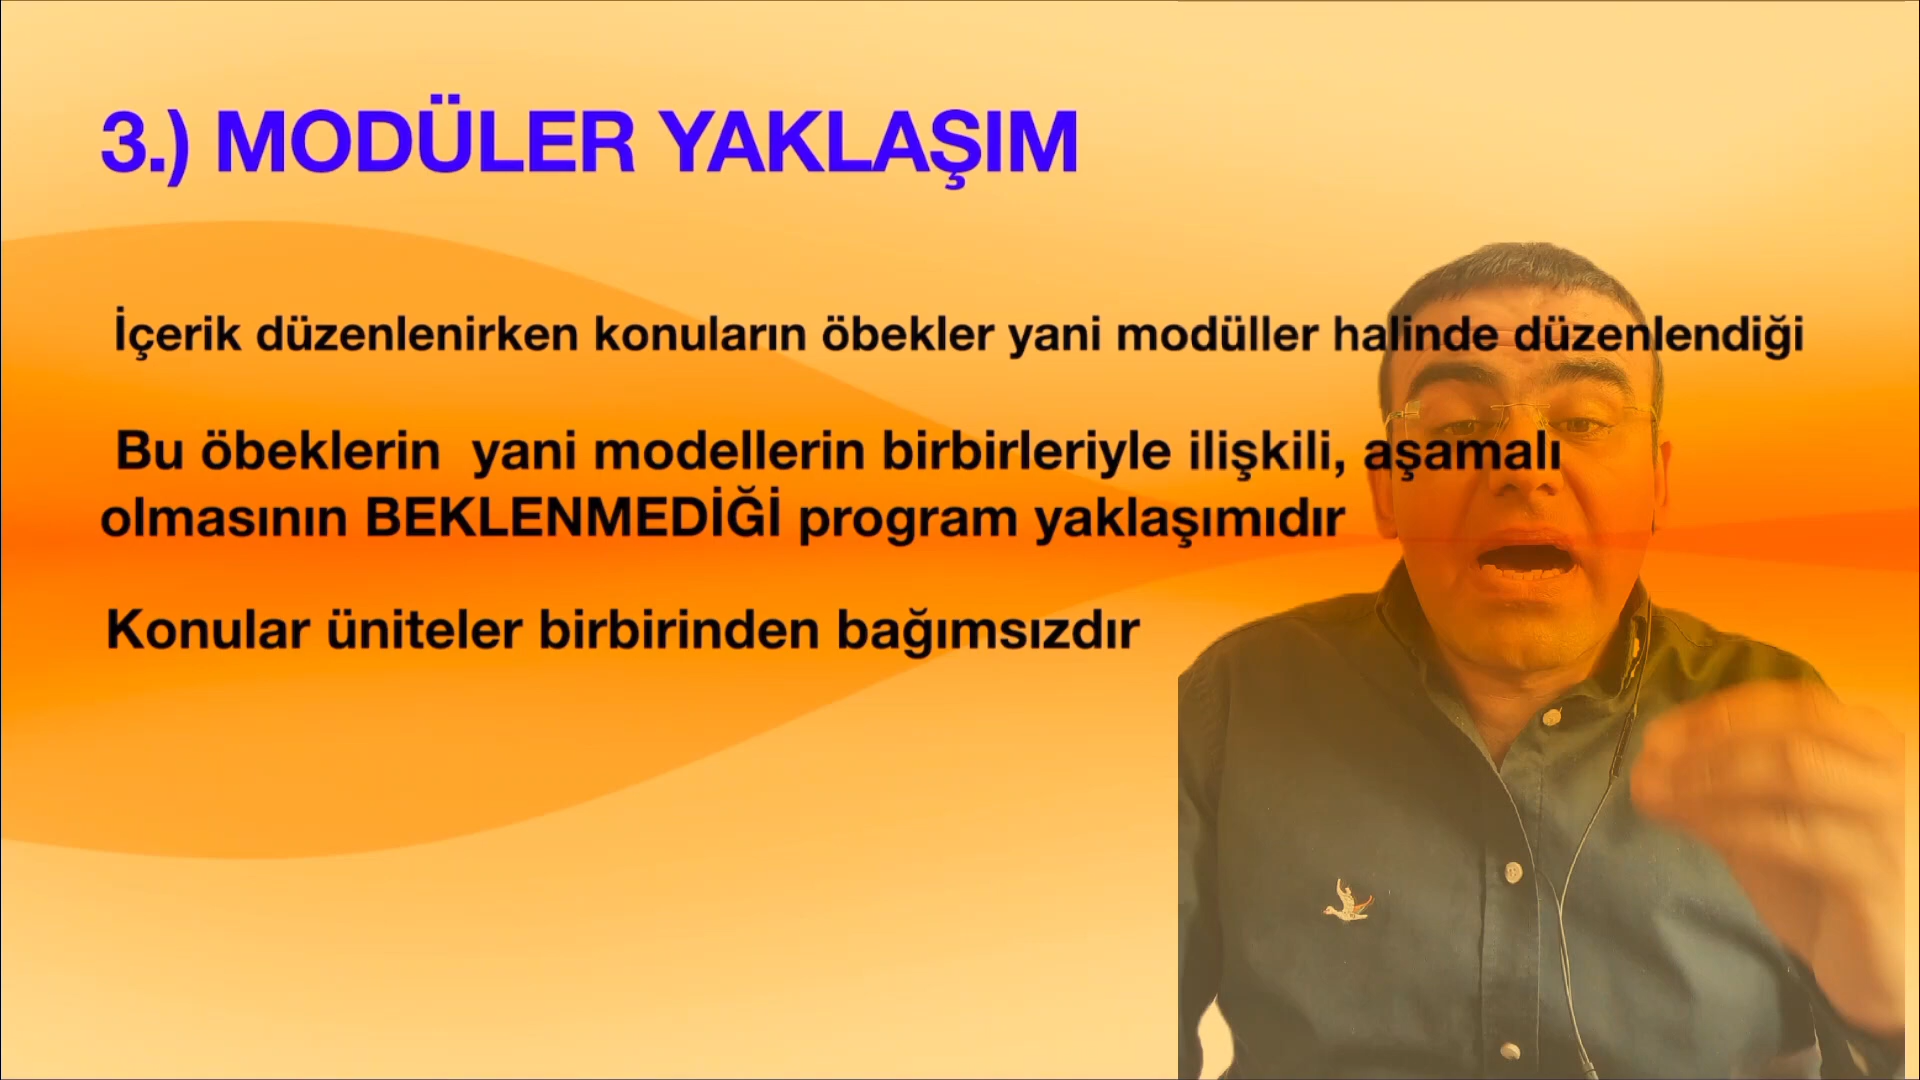 3.) MODÜLER YAKLAŞIM
İçerik düzenlenirken konuların öbekler yani modüller halinde düzenlendiği
Bu öbeklerin yani modellerin birbirleriyle ilişkili, aşamalı
olmasının BEKLENMEDİĞİ program yaklaşımıdır
Konular üniteler birbirinden bağımsızdır